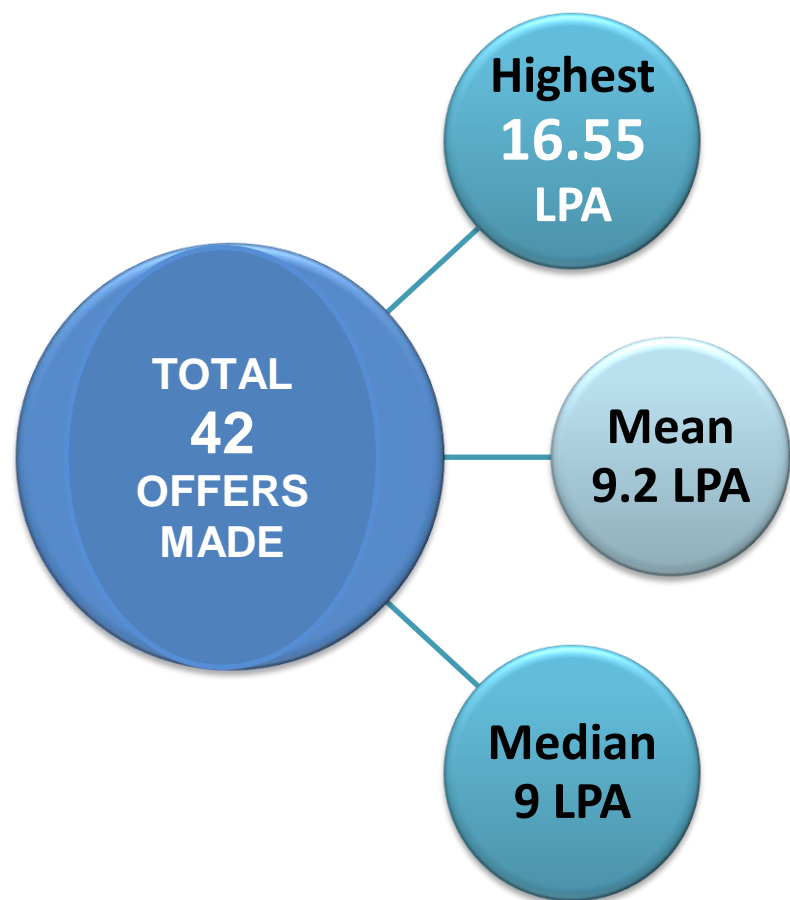 Highest
16.55
LPA
TOTAL
42
OFFERS
MADE
Mean
9.2 LPA
Median
9 LPA